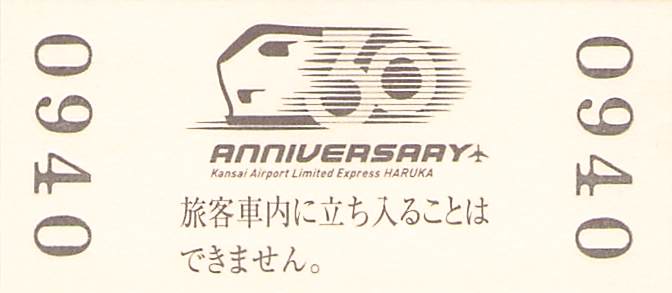 0940
ANNIVERSARY
Kansai Airport Limited Express HARUKA
旅客車内に立ち入ることは
できません。
0940